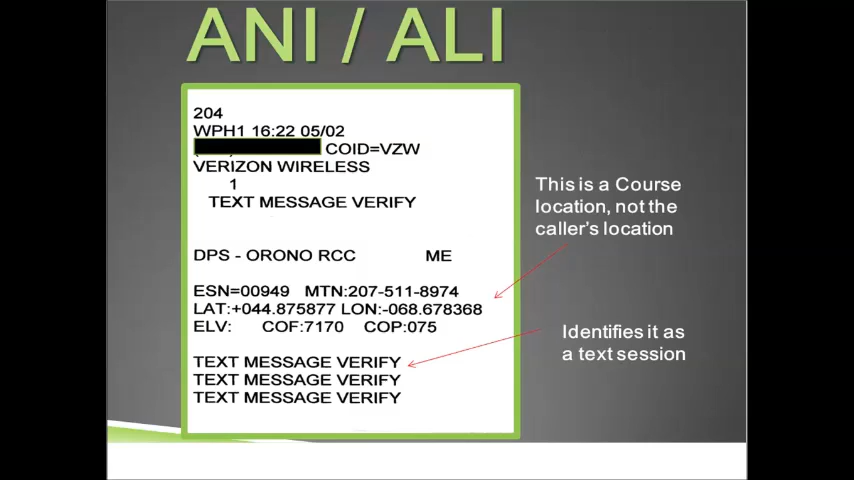 ANI / ALI
204
WPH1 16:22 05/02
COID=VZW
VERIZON WIRELESS
1
TEXT MESSAGE VERIFY
DPS - ORONO RCC ME
ESN=00949 MTN:207-511-8974
LAT:+044.875877 LON:-068.678368
ELV: COF:7170 COP:075
TEXT MESSAGE VERIFY
TEXT MESSAGE VERIFY
TEXT MESSAGE VERIFY
This is a Course
location, not the
caller's location
Identifies it as
a text session